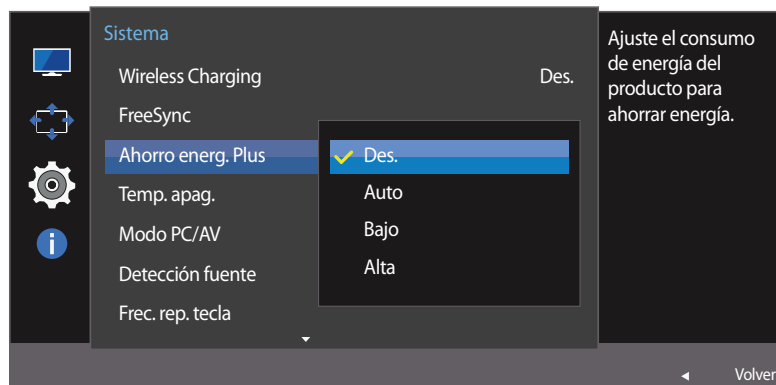 Sistema
Wireless Charging Des.
FreeSync
Ahorro energ. Plus
Des.
Temp. apag.
Auto
Modo PC/AV
Bajo
Detección fuente
Alta
Frec. rep. tecla
Ajuste el consumo
de energía del
producto para
ahorrar energía.
Volver